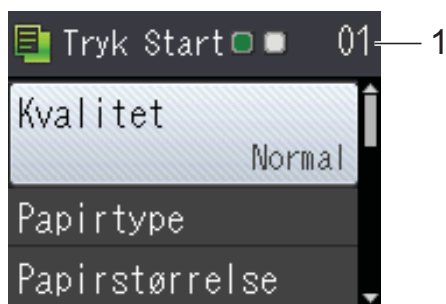 Tryk Start 01 1
Kvalitet
Normal
Papirtype
Papirstørrelse